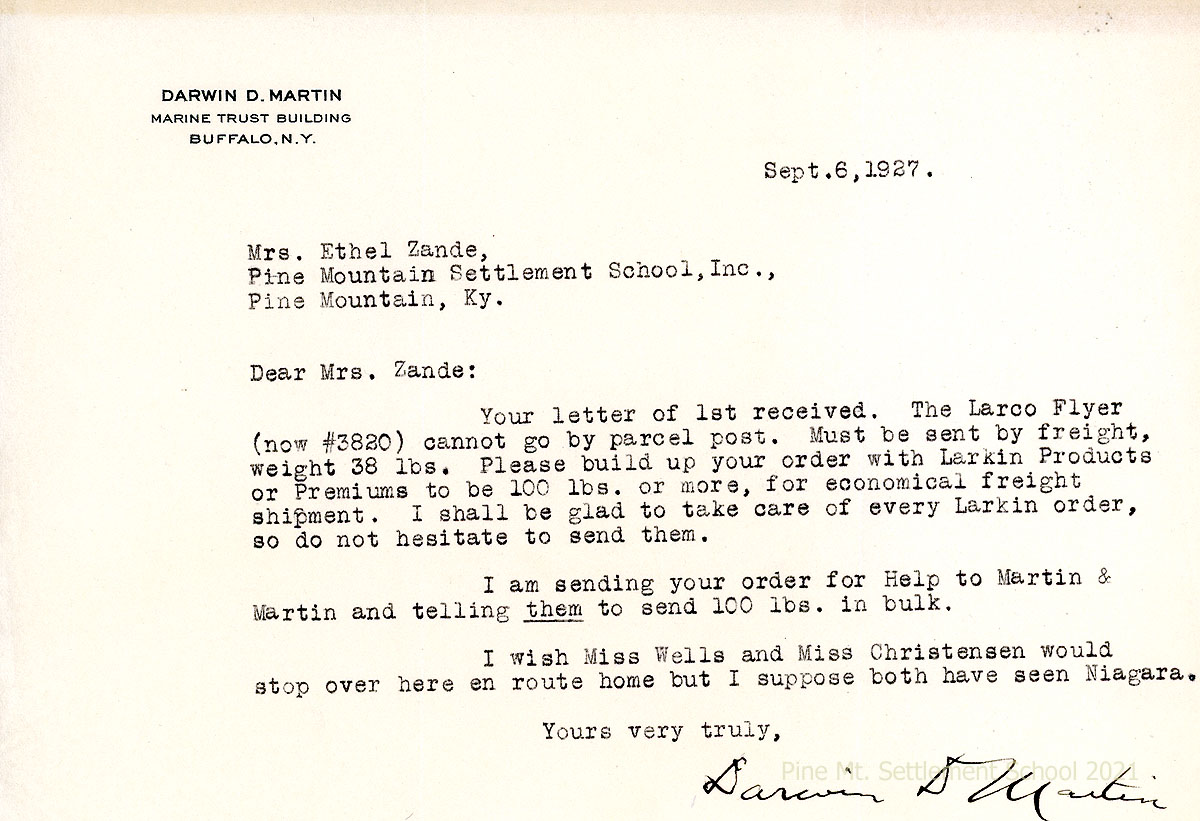 DARWIN D. MARTIN
MARINE TRUST BUILDING
BUFFALO, N.Y.
Sept.6,1927.
Mrs. Ethel Zande,
Pine Mountain Settlement School,Inc.,
Pine Mountain, Ky.
Dear Mrs. Zande:
Your letter of 1st received. The Larco Flyer
(now #3820) cannot go by parcel post. Must be sent by freight,
weight 38 lbs. Please build up your order with Larkin Products
or Premiums to be 100 lbs. or more, for economical freight
shipment. I shall be glad to take care of every Larkin order,
so do not hesitate to send them.
I am sending your order for Help to Martin &
Martin and telling them to send 100 lbs. in bulk.
I wish Miss Wells and Miss Christensen would
stop over here en route home but I suppose both have seen Niagara.
Yours very truly,
Pine Mt. Settlement School 2021
Darwin D Martin